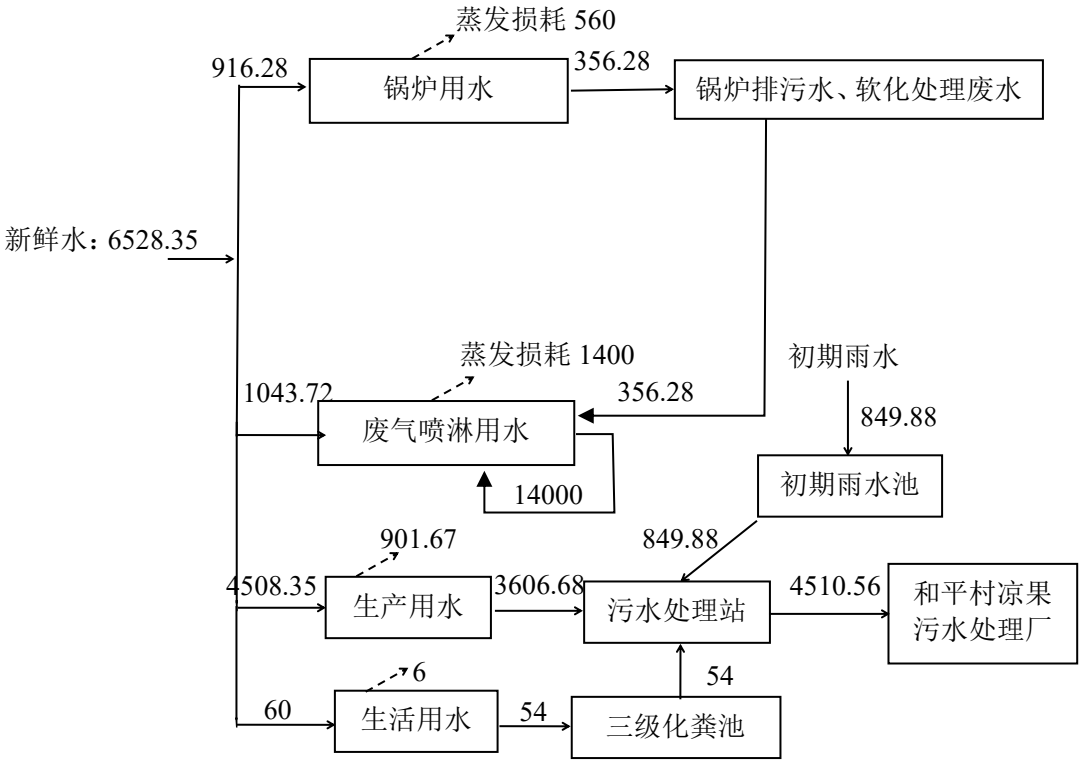 蒸发损耗 560
916.28
356.28
锅炉用水
锅炉排污水、软化处理废水
新鲜水：6528.35
蒸发损耗 1400
初期雨水
1043.72
356.28
849.88
废气喷淋用水
初期雨水池
14000
901.67
849.88
4508.35
3606.68
4510.56
生产用水
污水处理站
和平村凉果
污水处理厂
6
54
60
生活用水
54
三级化粪池